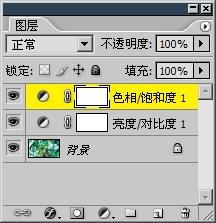 图层
正常 不透明度: 100%
锁定: 填充: 100%
色相/饱和度 1
亮度/对比度 1
背景